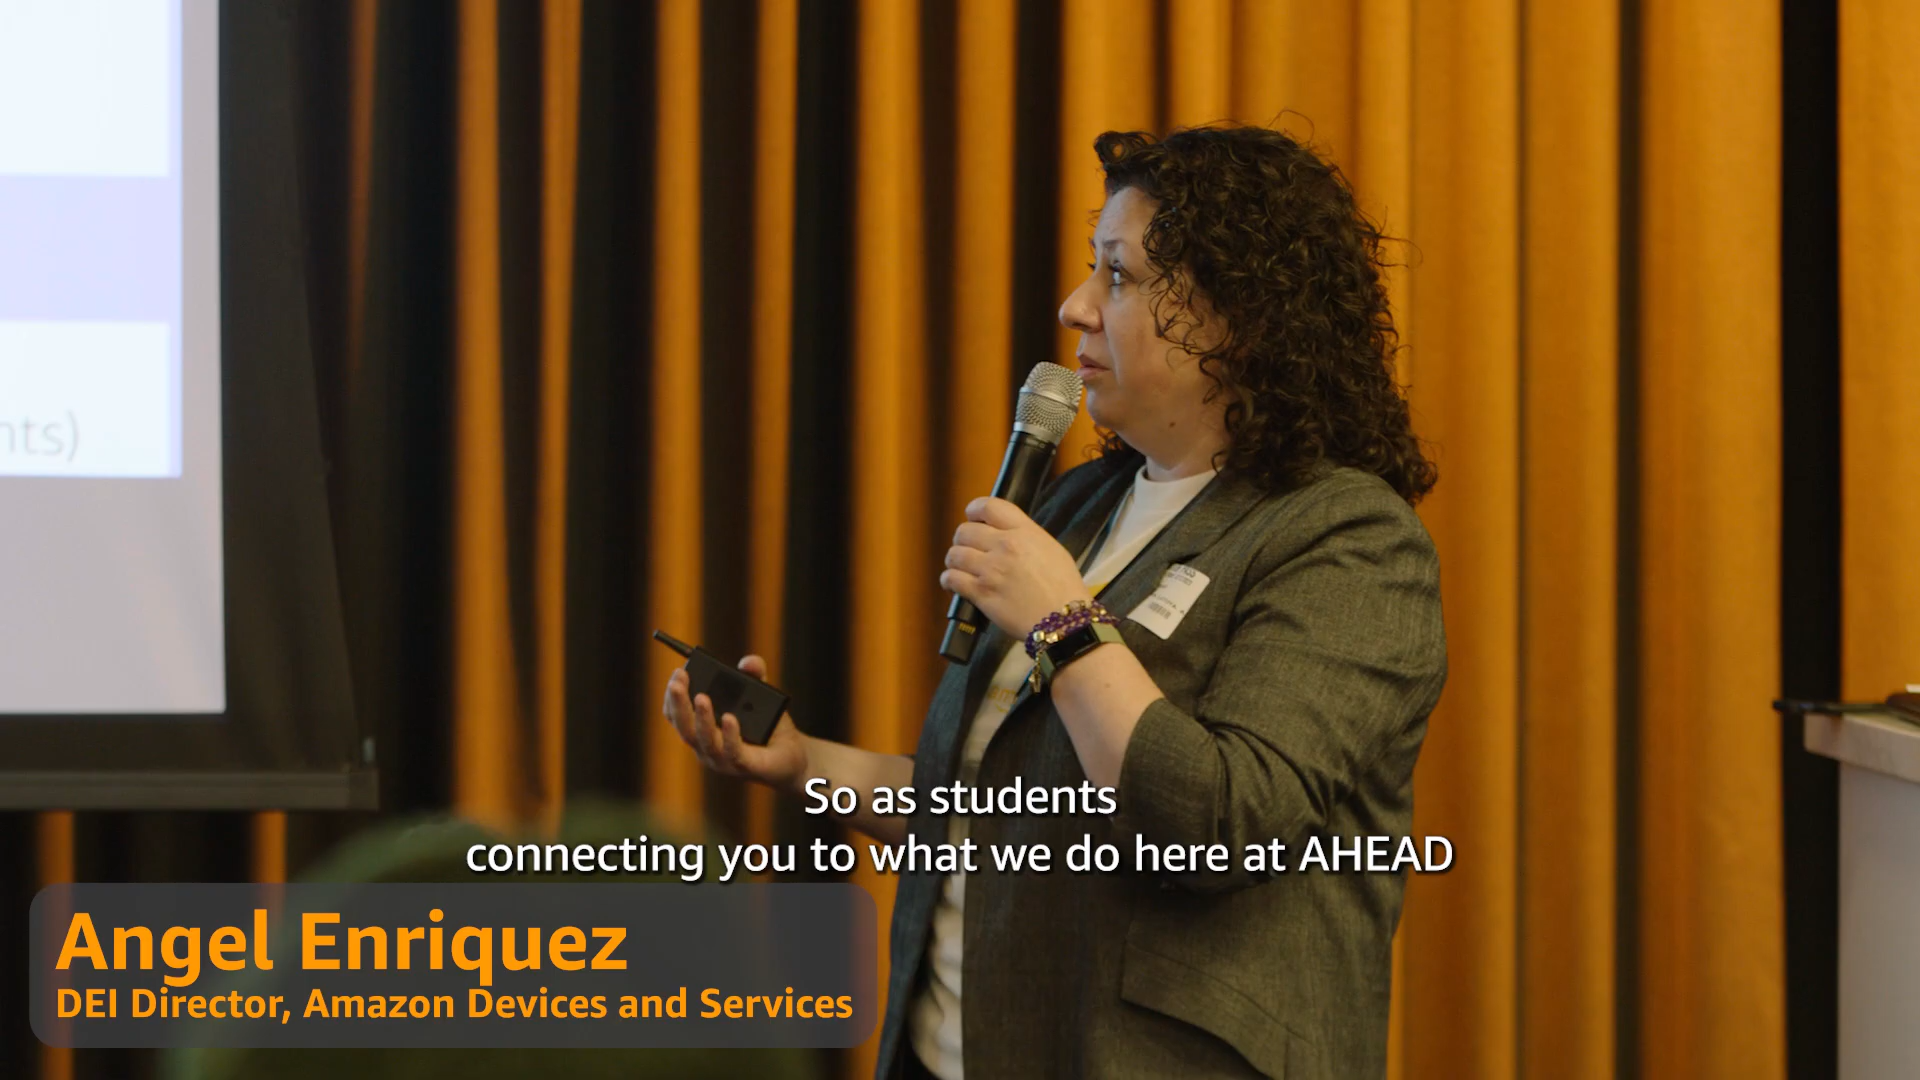 nts)
So as students
connecting you to what we do here at AHEAD
Angel Enriquez
DEI Director, Amazon Devices and Services